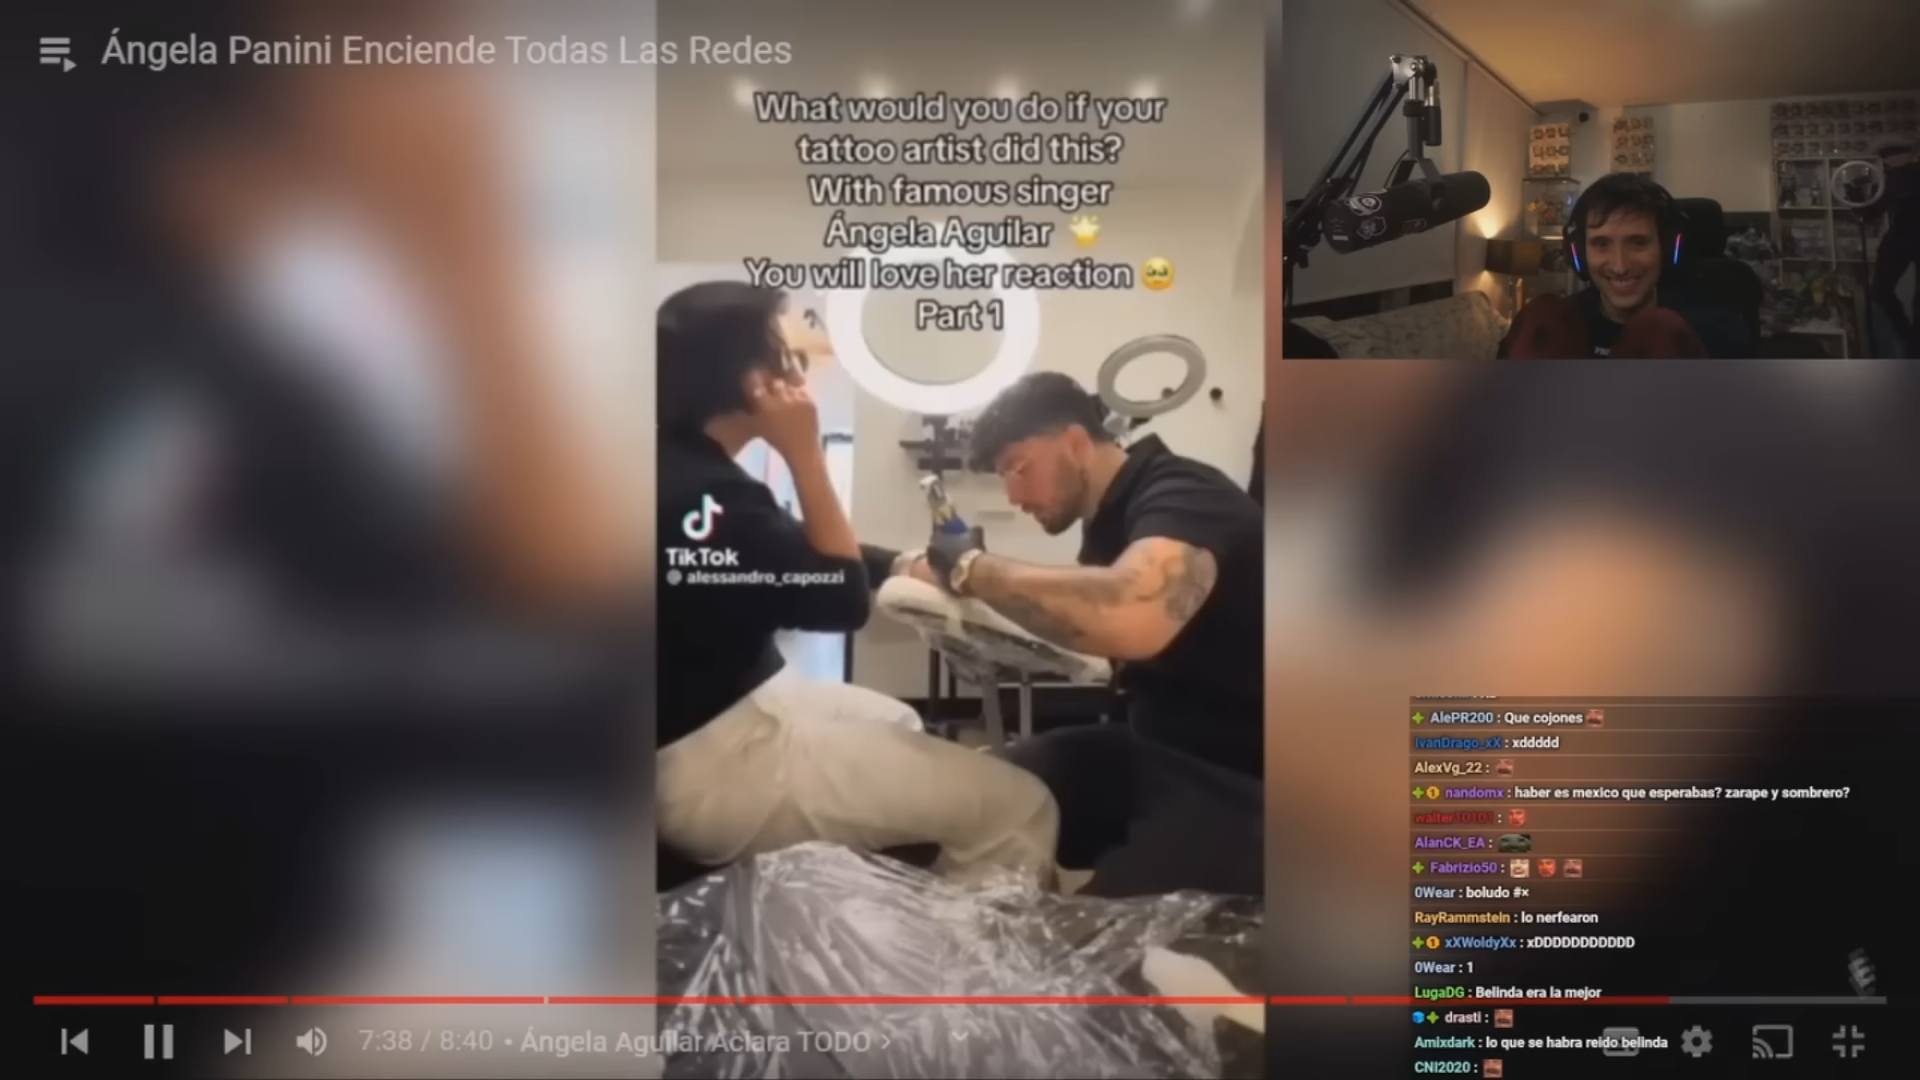 Ángela Panini Enciende Todas Las Redes
What would you do if your
tattoo artist did this?
With famous singer
Ángela Aguilar
You will love her reaction
Part 1
TikTok
@ alessandro_capozzi
AlePR200 : Que cojones
IvanDrago_xX : xddddd
AlexVg_22 :
nandomx : haber es mexico que esperabas? zarape y sombrero?
walter10101 :
AlanCK_EA :
Fabrizio50 :
0Wear : boludo #×
RayRammstein : lo nerfearon
xXWoldyXx : xDDDDDDDDDDD
0Wear : 1
LugaDG : Belinda era la mejor
drasti :
Amixdark : lo que se habra reido belinda
CNI2020 :
7:38 / 8:40 • Ángela Aguilar Aclara TODO ›